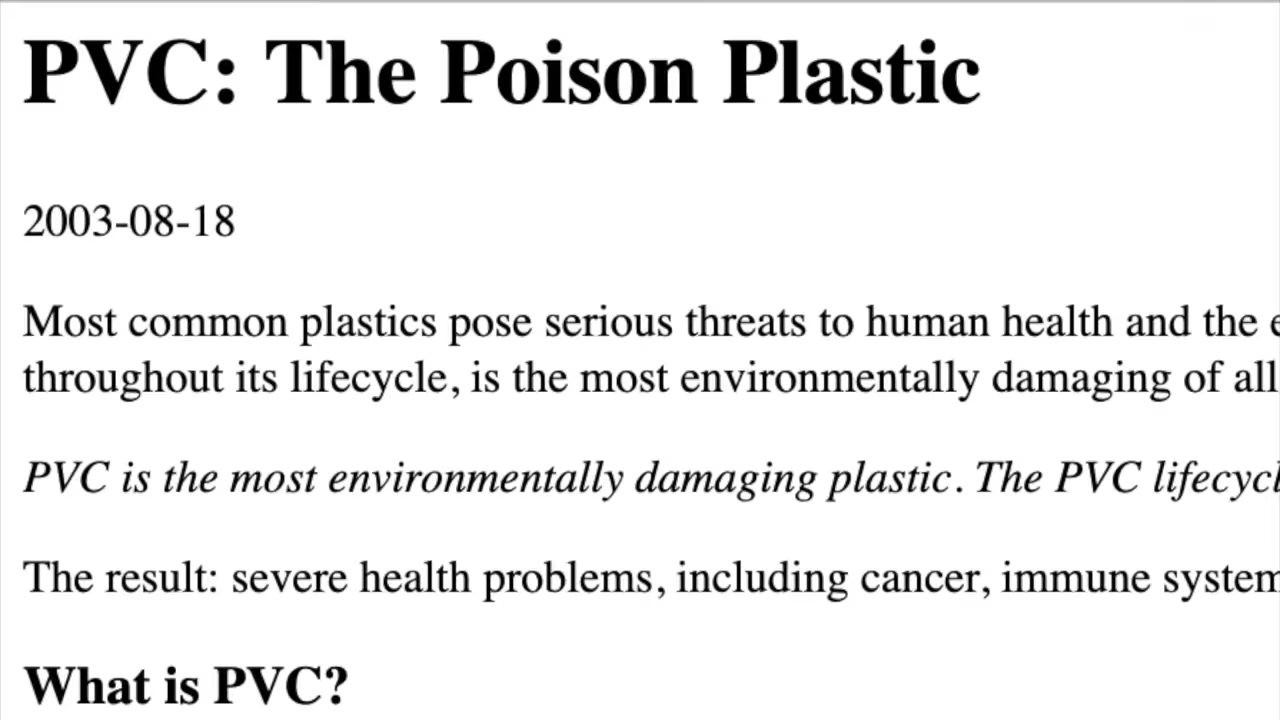 PVC: The Poison Plastic
2003-08-18
Most common plastics pose serious threats to human health and the
throughout its lifecycle, is the most environmentally damaging of all
PVC is the most environmentally damaging plastic. The PVC
The result: severe health problems, including cancer, immune system
What is PVC?